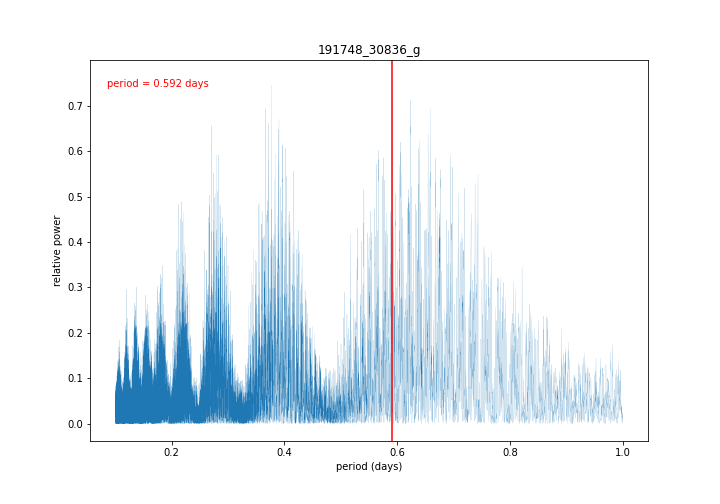 191748_30836_g
period = 0.592 days
0.7
0.6
0.5
0.4
0.3
0.2
0.1
0.0
relative power
0.2 0.4 0.6 0.8 1.0
period (days)